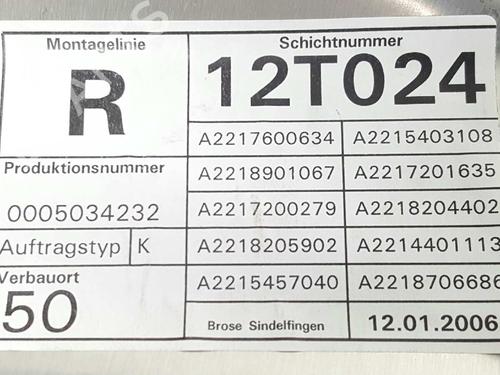 Montagelinie
R
Schichtnummer
12T024
A2217600634 A2215403108
A2218901067 A2217201635
A2217200279 A2218204402
A2218205902 A2214401113
A2215457040 A2218706686
Produktionsnummer
0005034232
Auftragstyp K
Verbauort
50
Brose Sindelfingen 12.01.2006